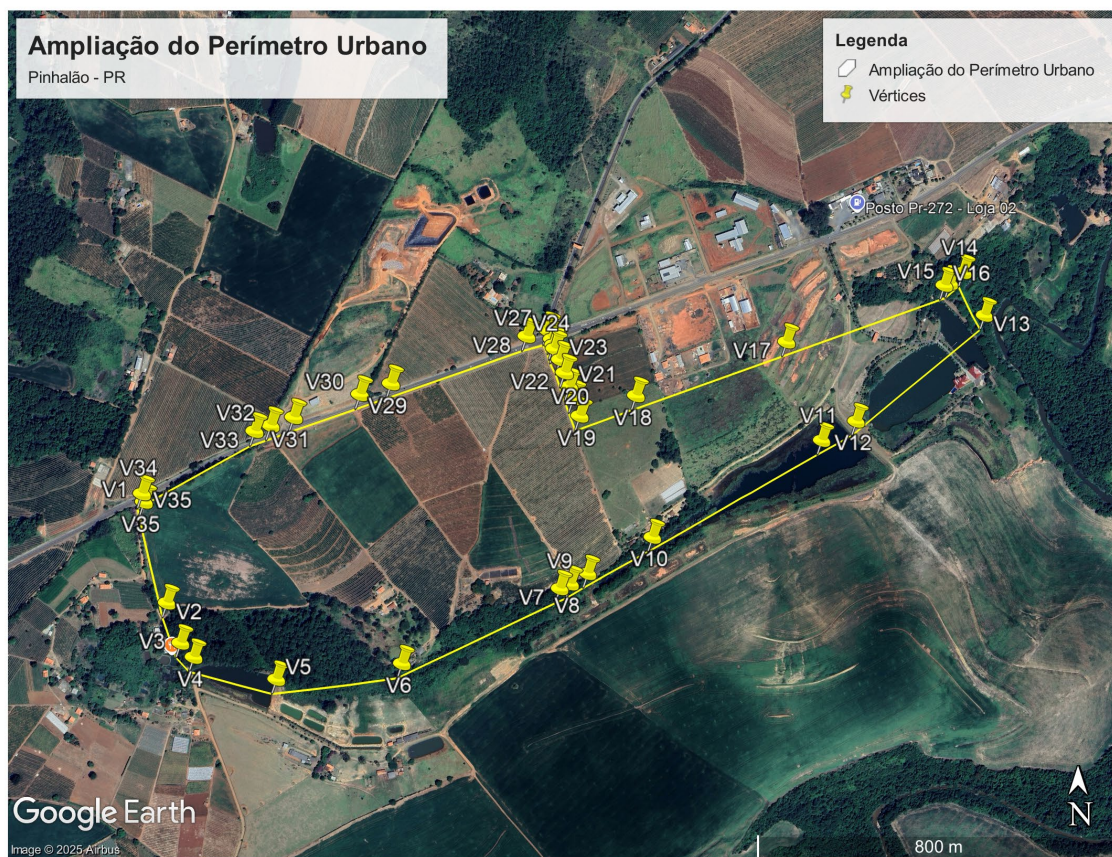 Ampliação do Perímetro Urbano
Pinhalão - PR
Legenda
Ampliação do Perímetro Urbano
Vértices
Posto Pr-272 - Loja 02
V14
V15
V16
V13
V27
V24
V28
V23
V17
V22
V21
V20
V30
V29
V18
V32
V19
V33
V31
V11
V12
V34
V1
V35
V35
V10
V9
V7
V8
V2
V3
V4
V5
V6
Google Earth
N
Image © 2025 Airbus
800 m